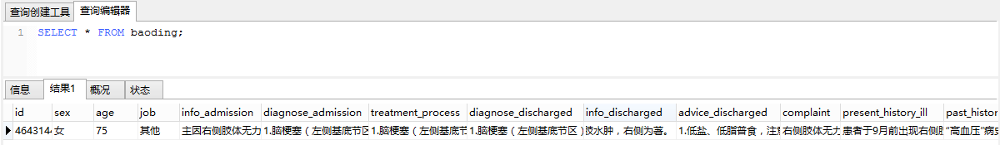 查询创建工具 查询编辑器
1 SELECT * FROM baoding;
信息 结果1 概况 状态
id sex age job info_admission diagnose_admission treatment_process diagnose_discharged info_discharged advice_discharged complaint present_history_ill past_histor
464314 女 75 其他 主因右侧肢体无力 1.脑梗塞（左侧基底节区 1.脑梗塞（左侧基底节 1.脑梗塞（左侧基底节区） 肢水肿，右侧为著。 1.低盐、低脂普食，注意 右侧肢体无力 患者于9月前出现右侧肢 “高血压”病史